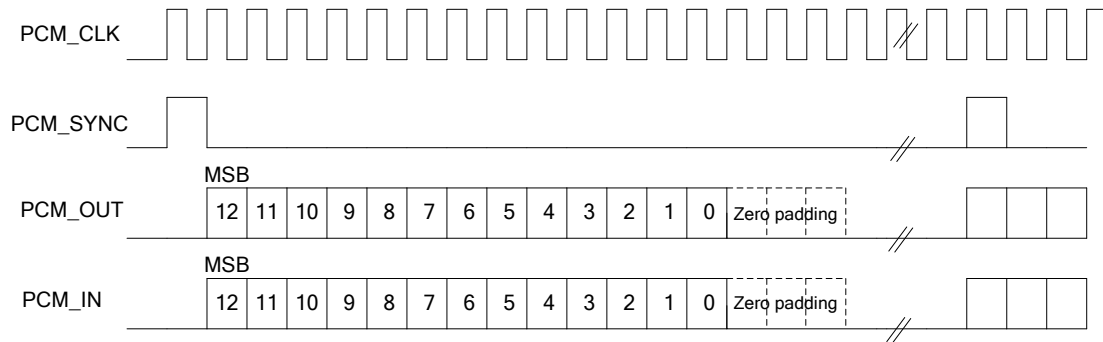 PCM_CLK
PCM_SYNC
MSB
PCM_OUT 12 11 10 9 8 7 6 5 4 3 2 1 0 Zero padding
MSB
PCM_IN 12 11 10 9 8 7 6 5 4 3 2 1 0 Zero padding